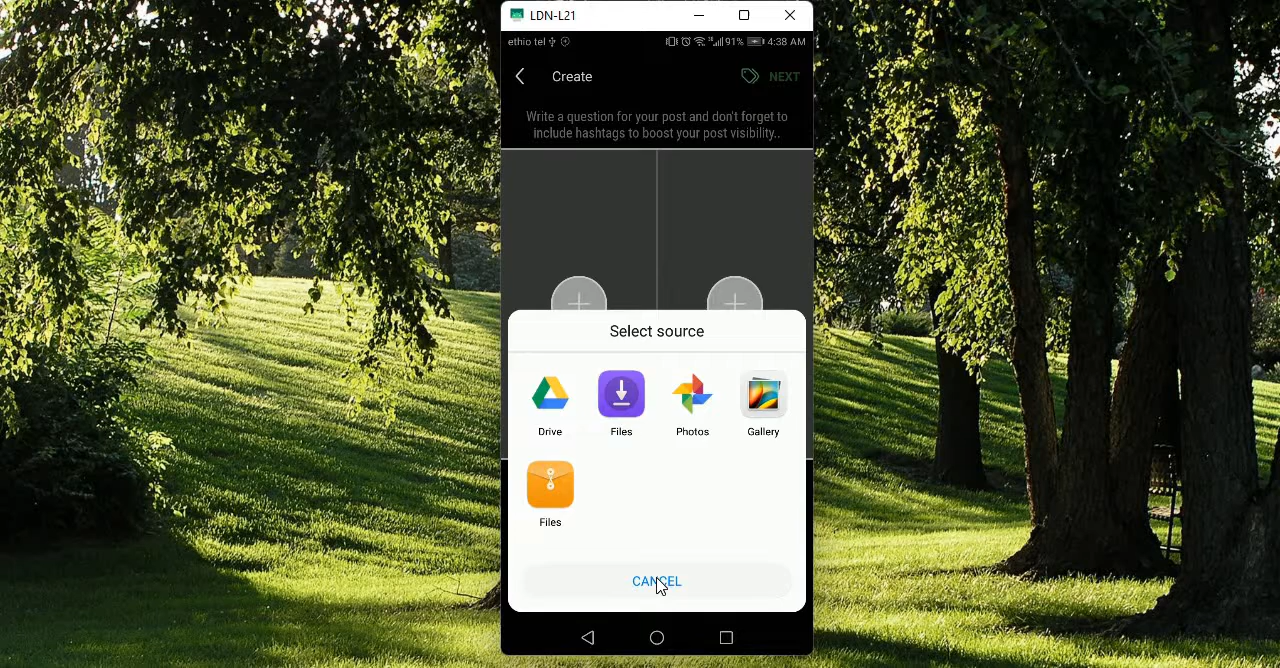 LDN-L21
ethio tel 91% 4:38 AM
Create NEXT
Write a question for your post and don't forget to
include hashtags to boost your post visibility..
Select source
Drive Files Photos Gallery
Files
CANCEL